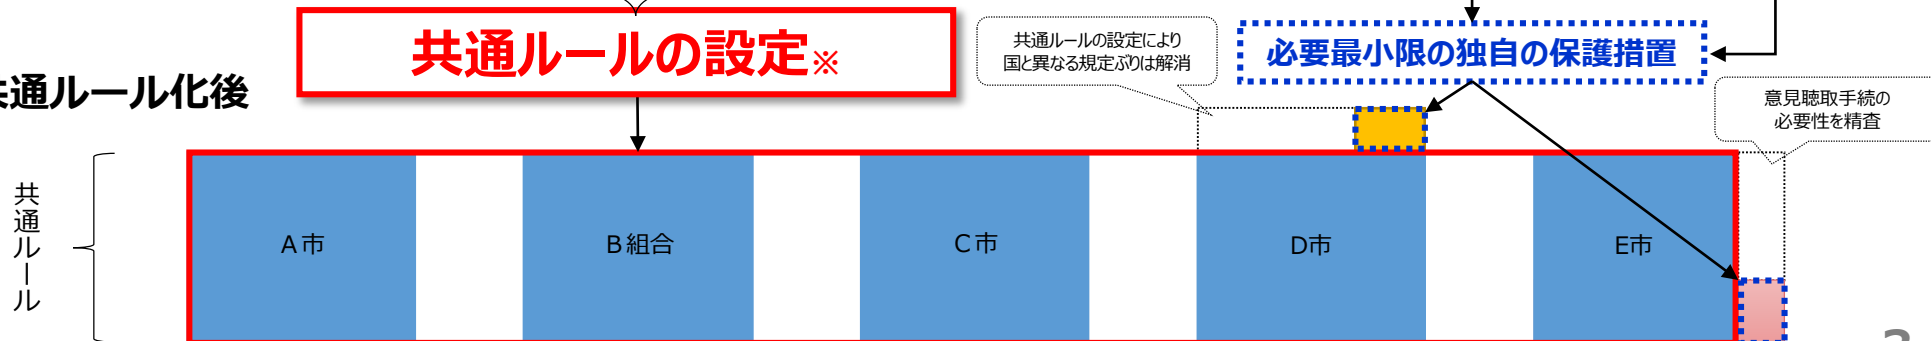 共通ルールの設定※
共通ルールの設定により
国と異なる規定ぶりは解消
必要最小限の独自の保護措置
共通ルール化後
意見聴取手続の
必要性を精査
共通ルール
A市
B組合
C市
D市
E市